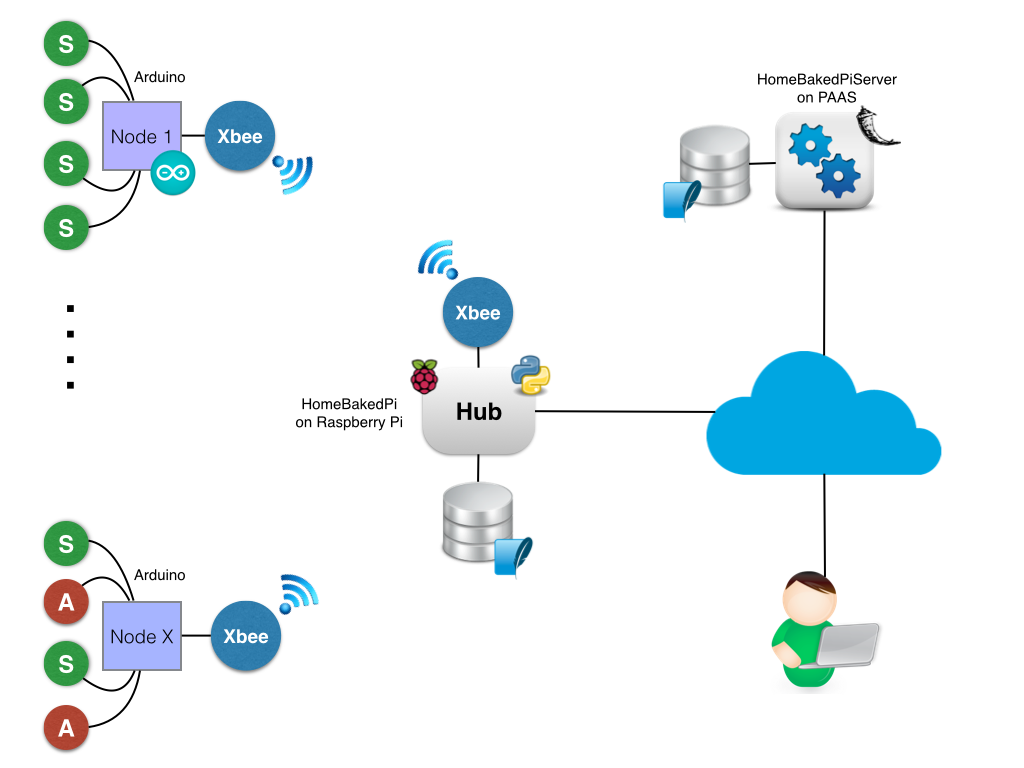 S
S
S
S
Arduino
Node 1
Xbee
HomeBakedPiServer
on PAAS
Xbee
HomeBakedPi
on Raspberry Pi
Hub
S
A
S
A
Arduino
Node X
Xbee